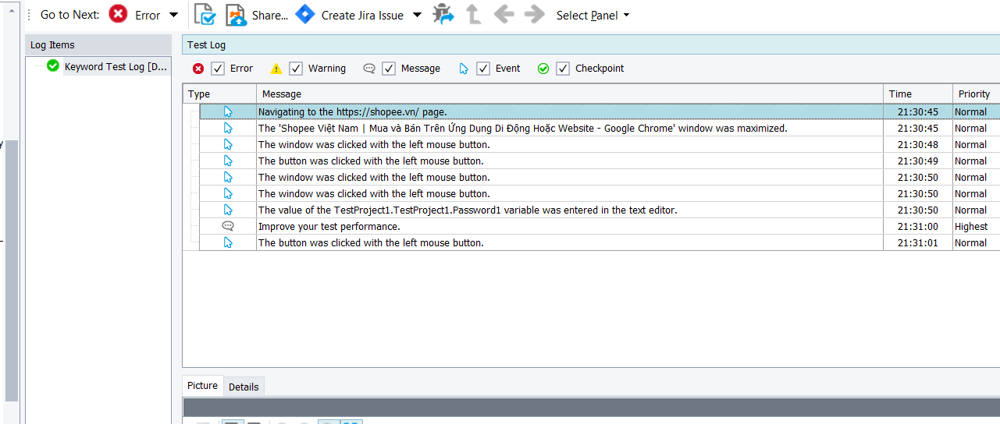 Go to Next: Error Share... Create Jira Issue Select Panel
Log Items
Test Log
Keyword Test Log [D...
Error Warning Message Event Checkpoint
Type Message Time Priority
Navigating to the https://shopee.vn/ page. 21:30:45 Normal
The 'Shopee Việt Nam | Mua và Bán Trên Ứng Dụng Di Động Hoặc Website - Google Chrome' window was maximized. 21:30:45 Normal
The window was clicked with the left mouse button. 21:30:48 Normal
The button was clicked with the left mouse button. 21:30:49 Normal
The window was clicked with the left mouse button. 21:30:50 Normal
The window was clicked with the left mouse button. 21:30:50 Normal
The value of the TestProject1.TestProject1.Password1 variable was entered in the text editor. 21:30:50 Normal
Improve your test performance. 21:31:00 Highest
The button was clicked with the left mouse button. 21:31:01 Normal
Picture Details